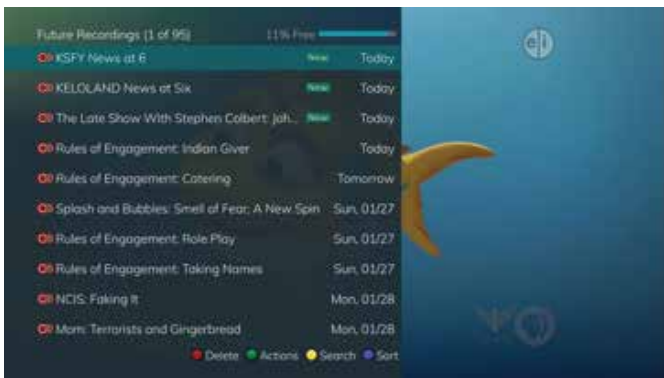 Future Recordings (1 of 95) 11% Free
KSFY News at 6 New Today
KELOLAND News at Six New Today
The Late Show With Stephen Colbert: Joh... New Today
Rules of Engagement: Indian Giver Today
Rules of Engagement: Catering Tomorrow
Splash and Bubbles: Smell of Fear; A New Spin Sun, 01/27
Rules of Engagement: Role Play Sun, 01/27
Rules of Engagement: Taking Names Sun, 01/27
NCIS: Faking It Mon, 01/28
Mom: Terrorists and Gingerbread Mon, 01/28
Delete Actions Search Sort
e/i